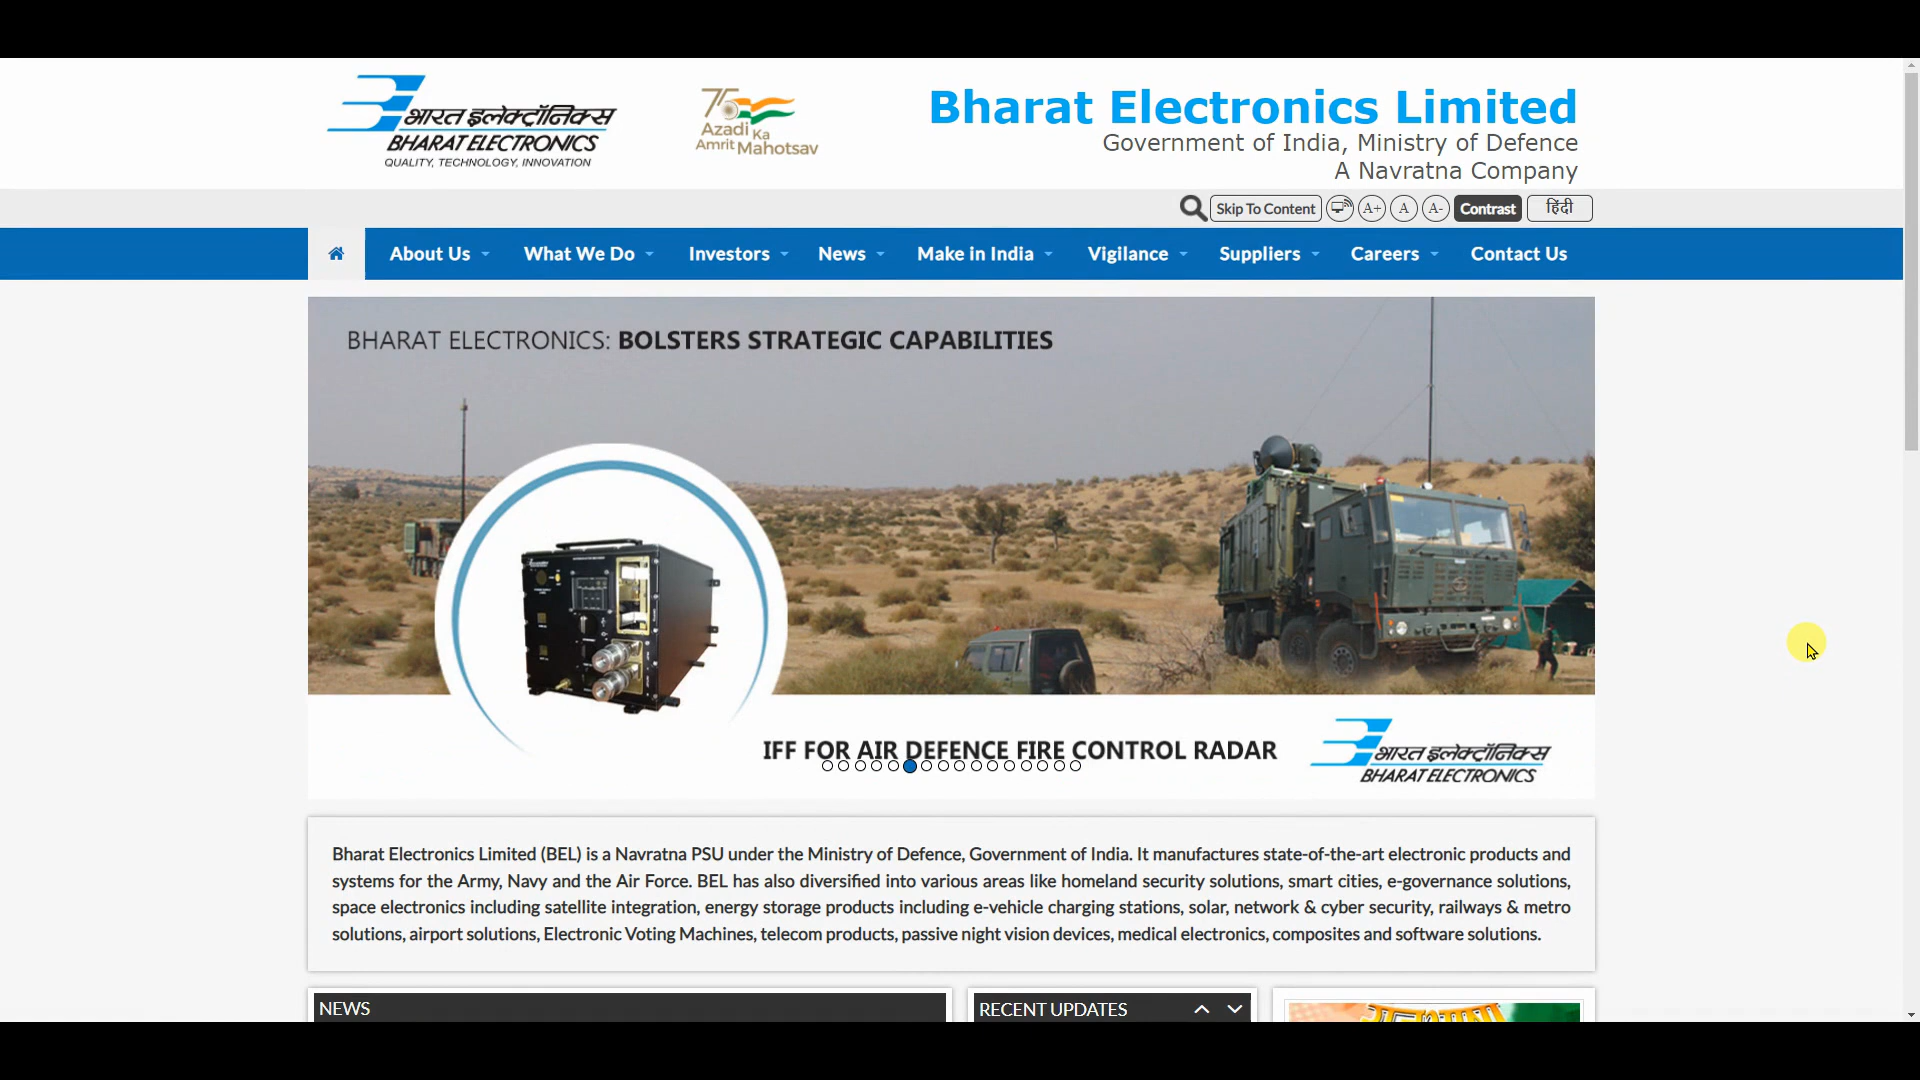 भारत इलेक्ट्रॉनिक्स
BHARAT ELECTRONICS
QUALITY, TECHNOLOGY, INNOVATION
75
Azadi Ka
Amrit Mahotsav
Bharat Electronics Limited
Government of India, Ministry of Defence
A Navratna Company
Skip To Content A+ A A- Contrast हिंदी
About Us What We Do Investors News Make in India Vigilance Suppliers Careers Contact Us
BHARAT ELECTRONICS: BOLSTERS STRATEGIC CAPABILITIES
IFF FOR AIR DEFENCE FIRE CONTROL RADAR
भारत इलेक्ट्रॉनिक्स
BHARAT ELECTRONICS
Bharat Electronics Limited (BEL) is a Navratna PSU under the Ministry of Defence, Government of India. It manufactures state-of-the-art electronic products and
systems for the Army, Navy and the Air Force. BEL has also diversified into various areas like homeland security solutions, smart cities, e-governance solutions,
space electronics including satellite integration, energy storage products including e-vehicle charging stations, solar, network & cyber security, railways & metro
solutions, airport solutions, Electronic Voting Machines, telecom products, passive night vision devices, medical electronics, composites and software solutions.
NEWS
RECENT UPDATES